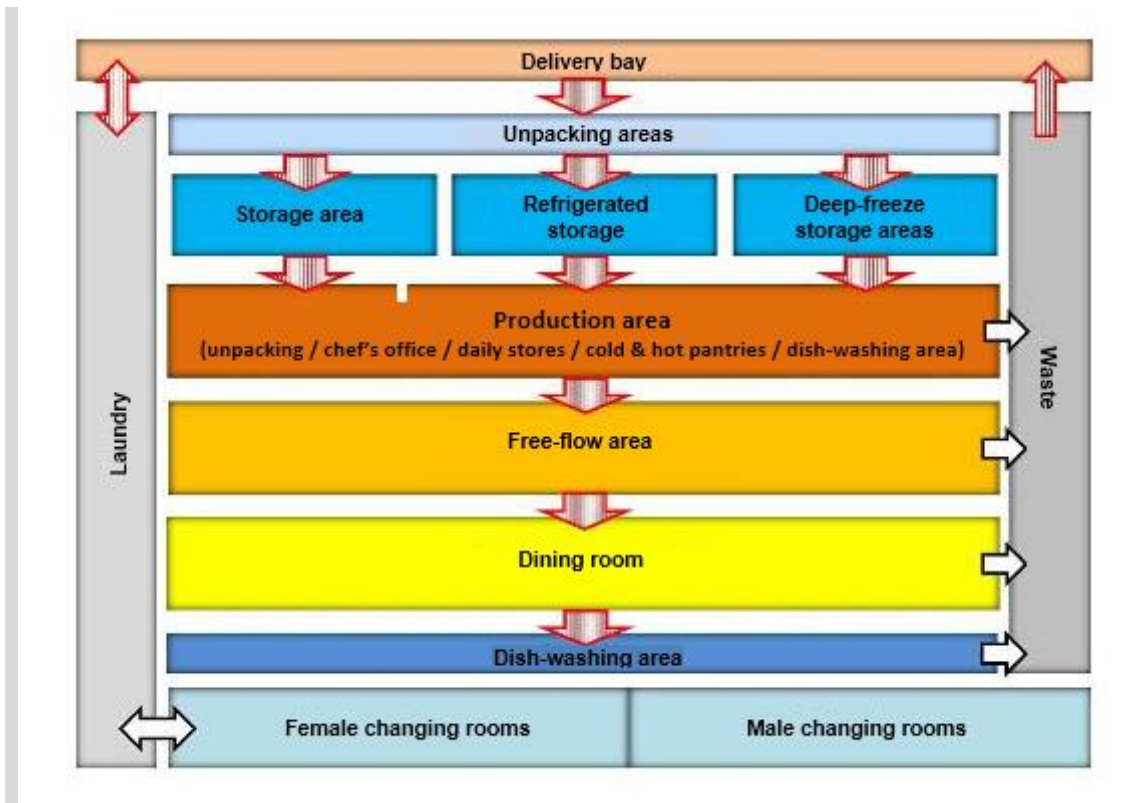 Delivery bay
Unpacking areas
Storage area
Refrigerated
storage
Deep-freeze
storage areas
Production area
(unpacking / chef's office / daily stores / cold & hot pantries / dish-washing area)
Laundry
Waste
Free-flow area
Dining room
Dish-washing area
Female changing rooms
Male changing rooms